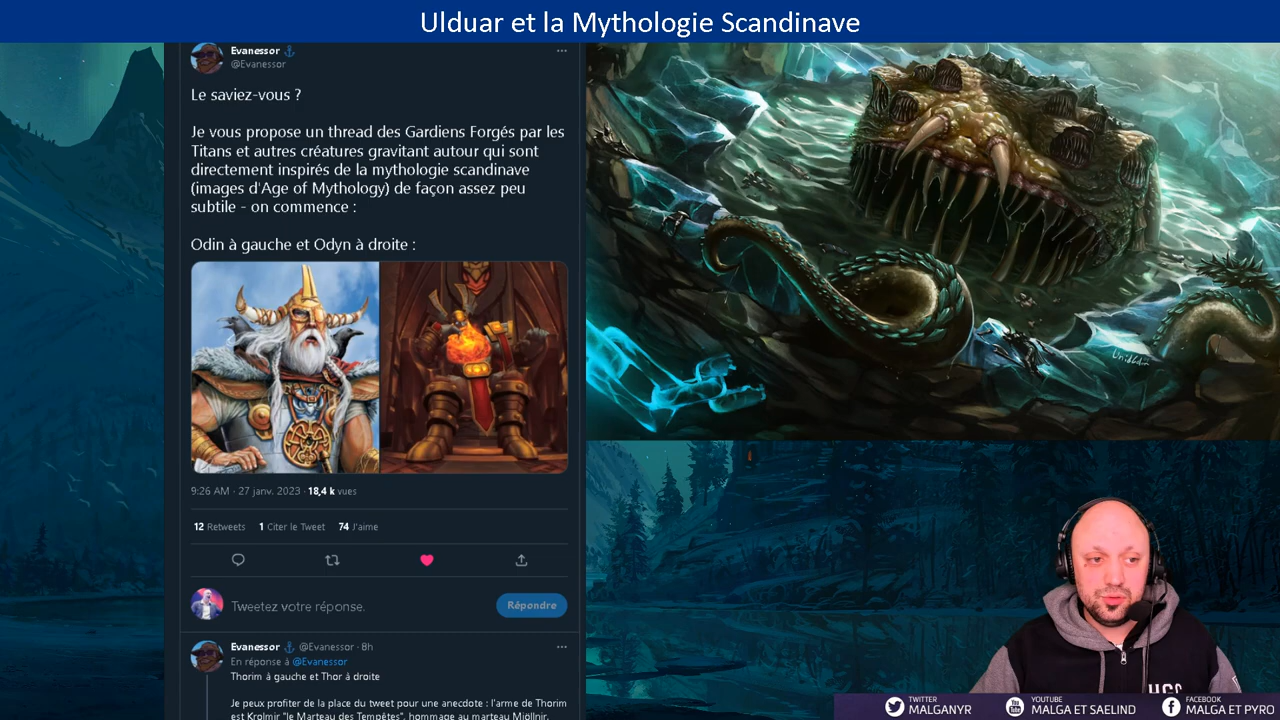 Ulduar et la Mythologie Scandinave
Evanessor
@Evanessor
Le saviez-vous ?
Je vous propose un thread des Gardiens Forgés par les
Titans et autres créatures gravitant autour qui sont
directement inspirés de la mythologie scandinave
(images d'Age of Mythology) de façon assez peu
subtile - on commence :
Odin à gauche et Odyn à droite :
9:26 AM · 27 janv. 2023 · 18,4 k vues
12 Retweets 1 Citer le Tweet 74 J'aime
Tweetez votre réponse.
Répondre
Evanessor @Evanessor · 8h
En réponse à @Evanessor
Thorim à gauche et Thor à droite
Je peux profiter de la place du tweet pour une anecdote : l'arme de Thorim
est Krolmir "le Marteau des Tempêtes", hommage au marteau Mjöllnir.
TWITTER
MALGANYR
YOUTUBE
MALGA ET SAELIND
FACEBOOK
MALGA ET PYRO